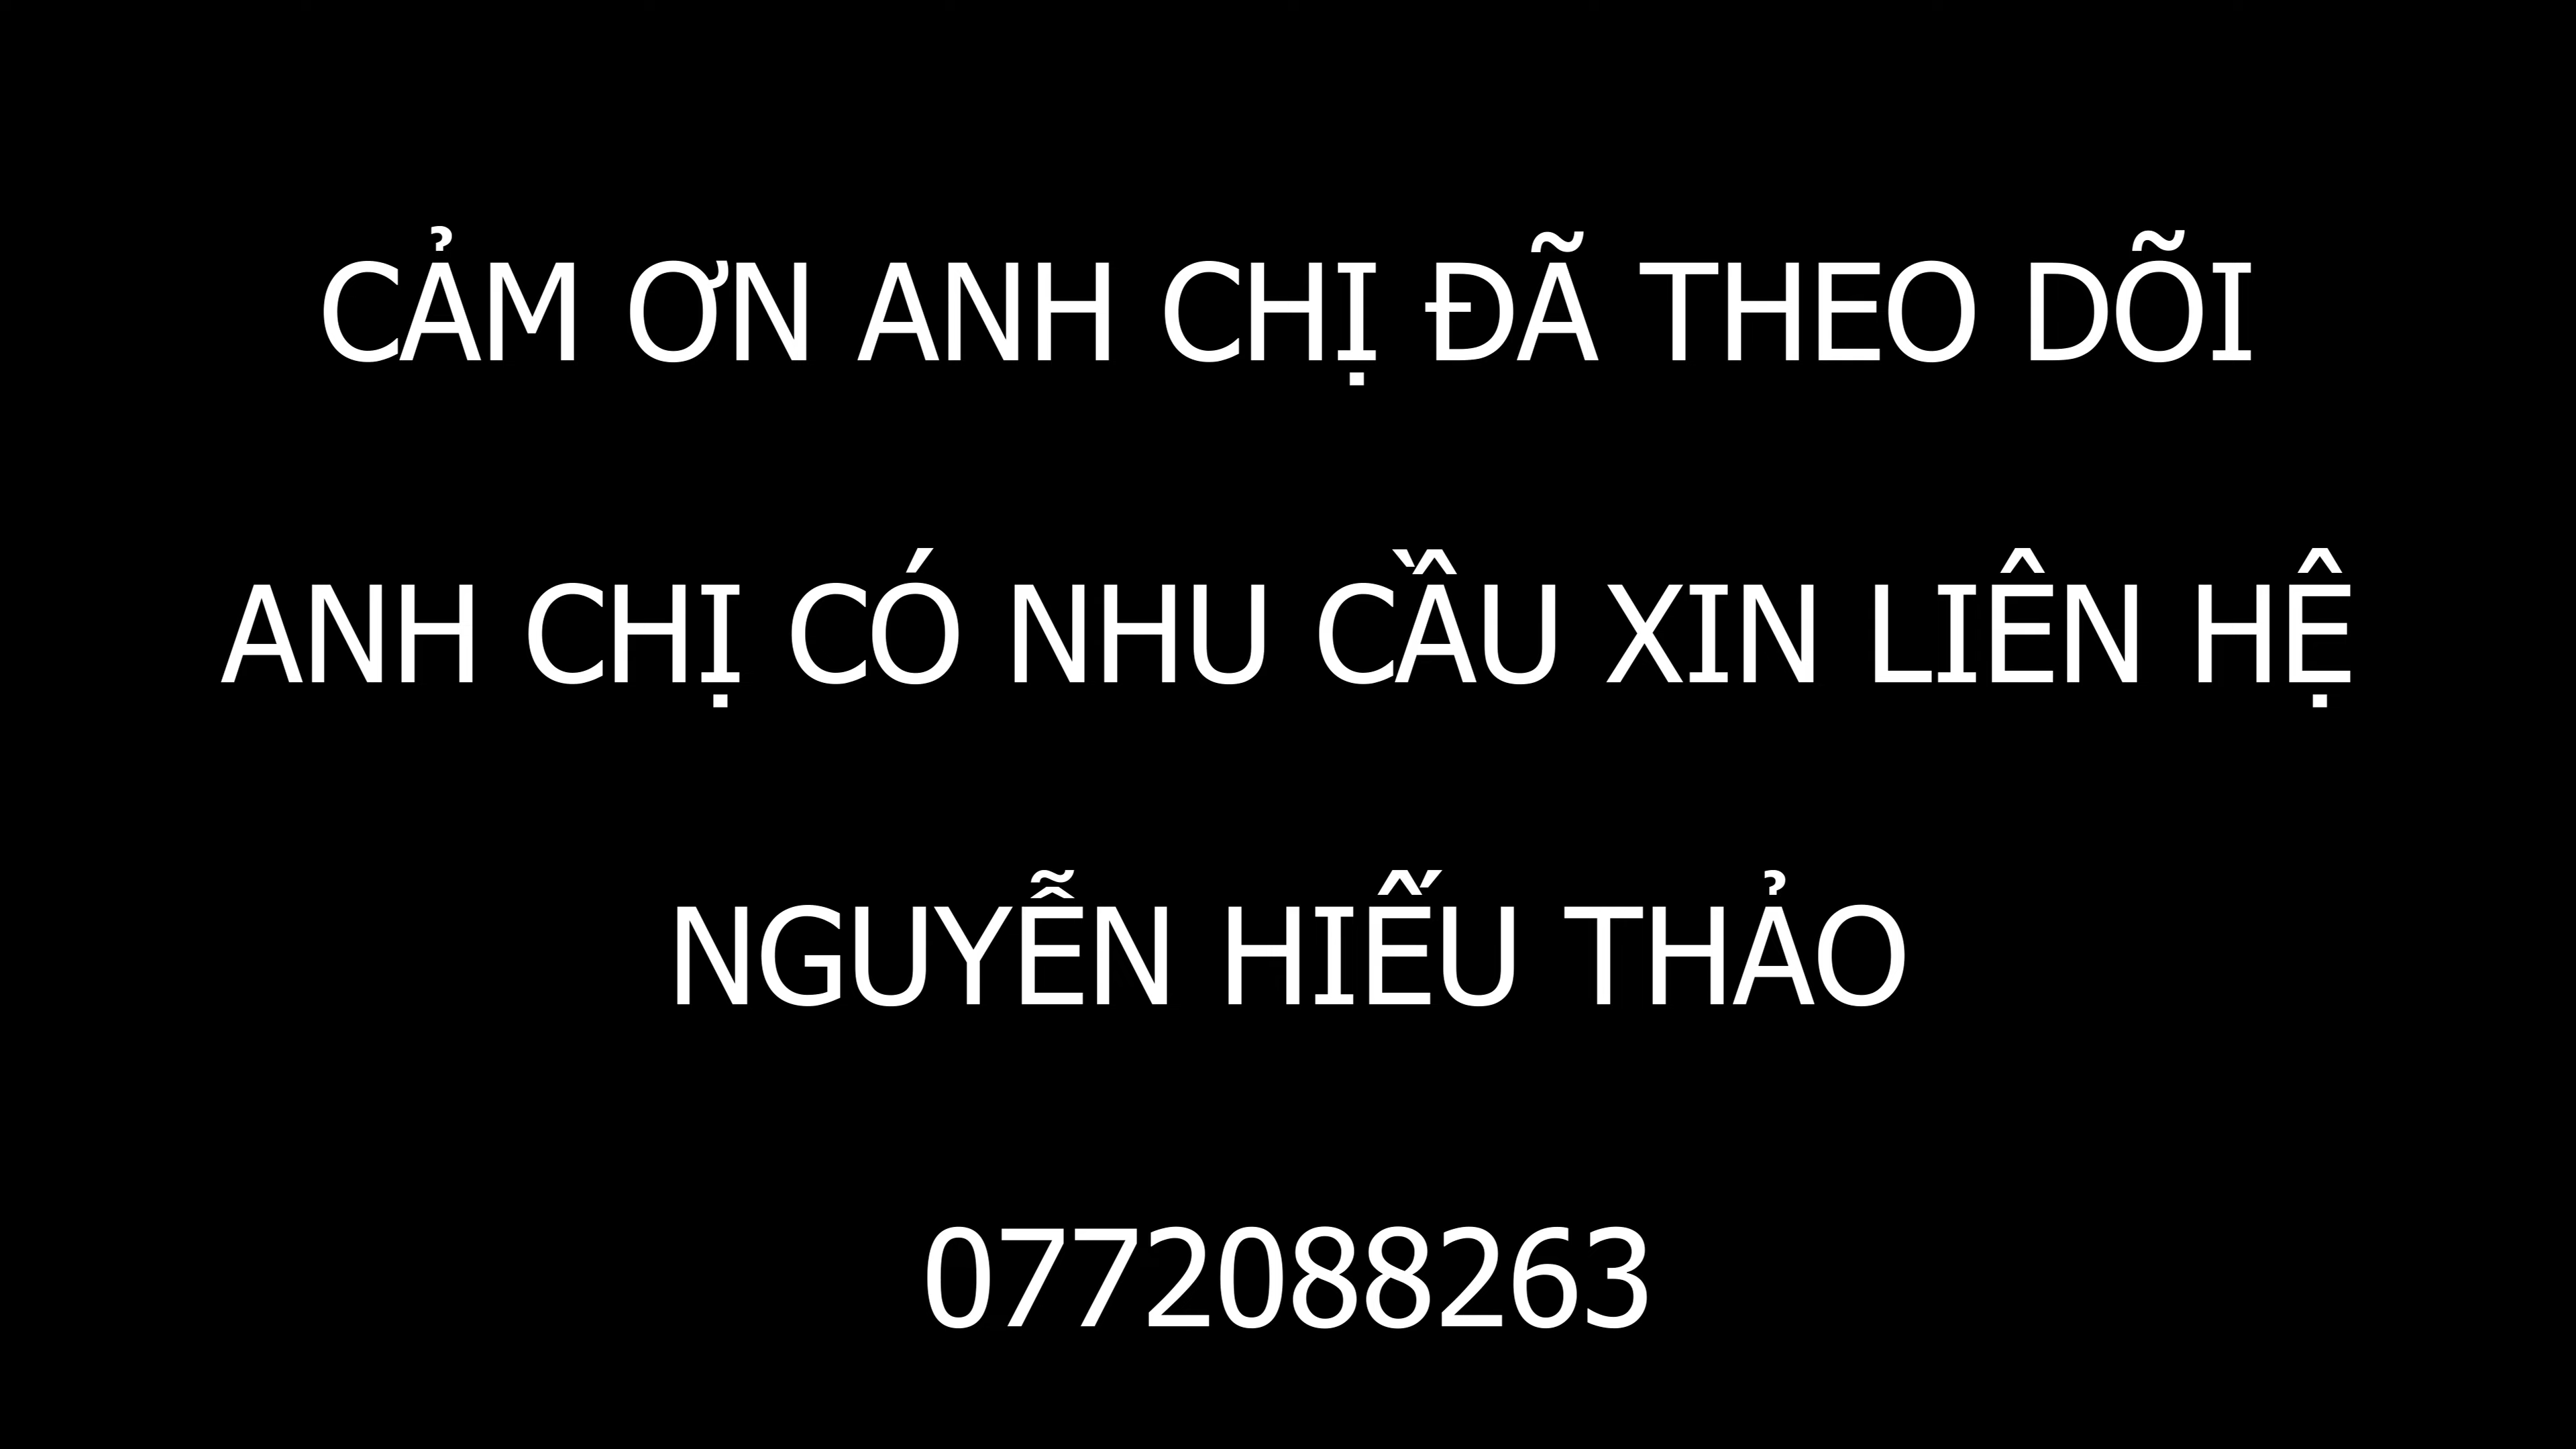 CẢM ƠN ANH CHỊ ĐÃ THEO DÕI
ANH CHỊ CÓ NHU CẦU XIN LIÊN HỆ
NGUYỄN HIẾU THẢO
0772088263